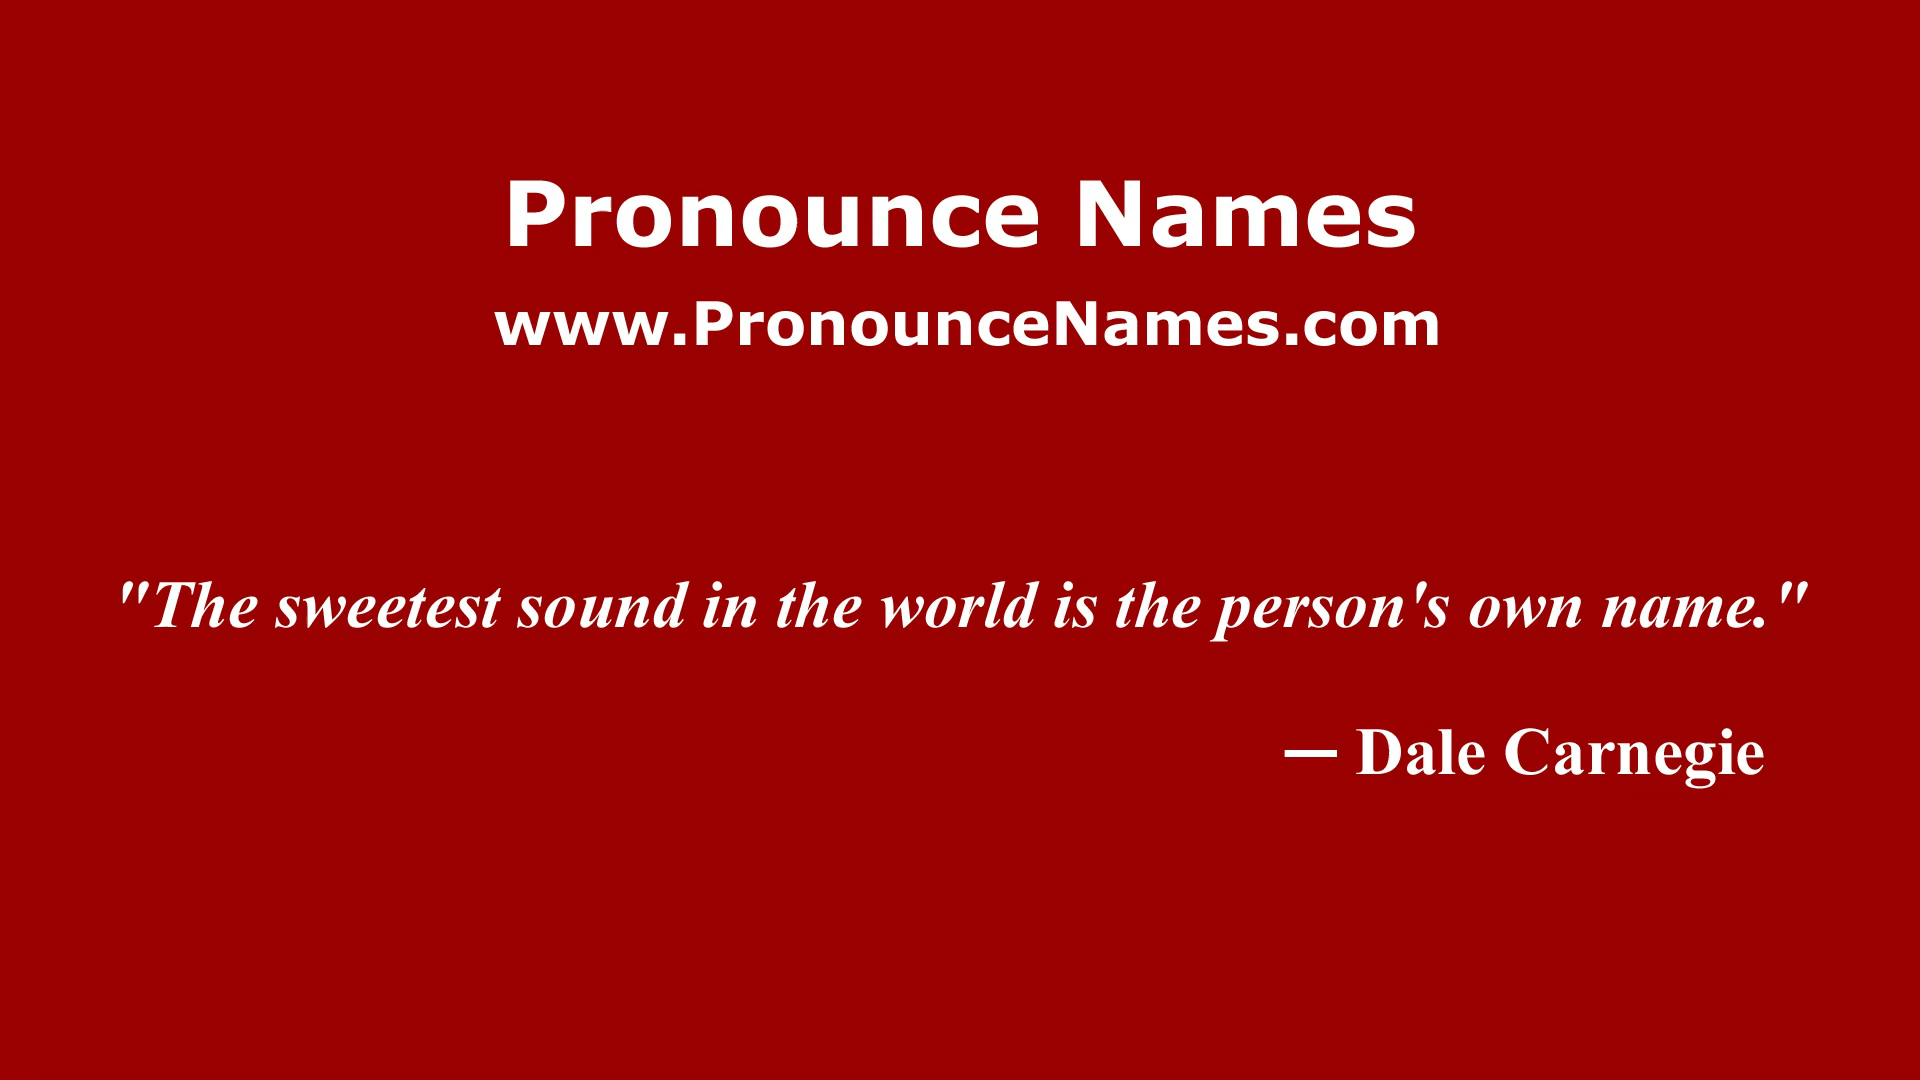 Pronounce Names
www.PronounceNames.com
"The sweetest sound in the world is the person's own name."
— Dale Carnegie